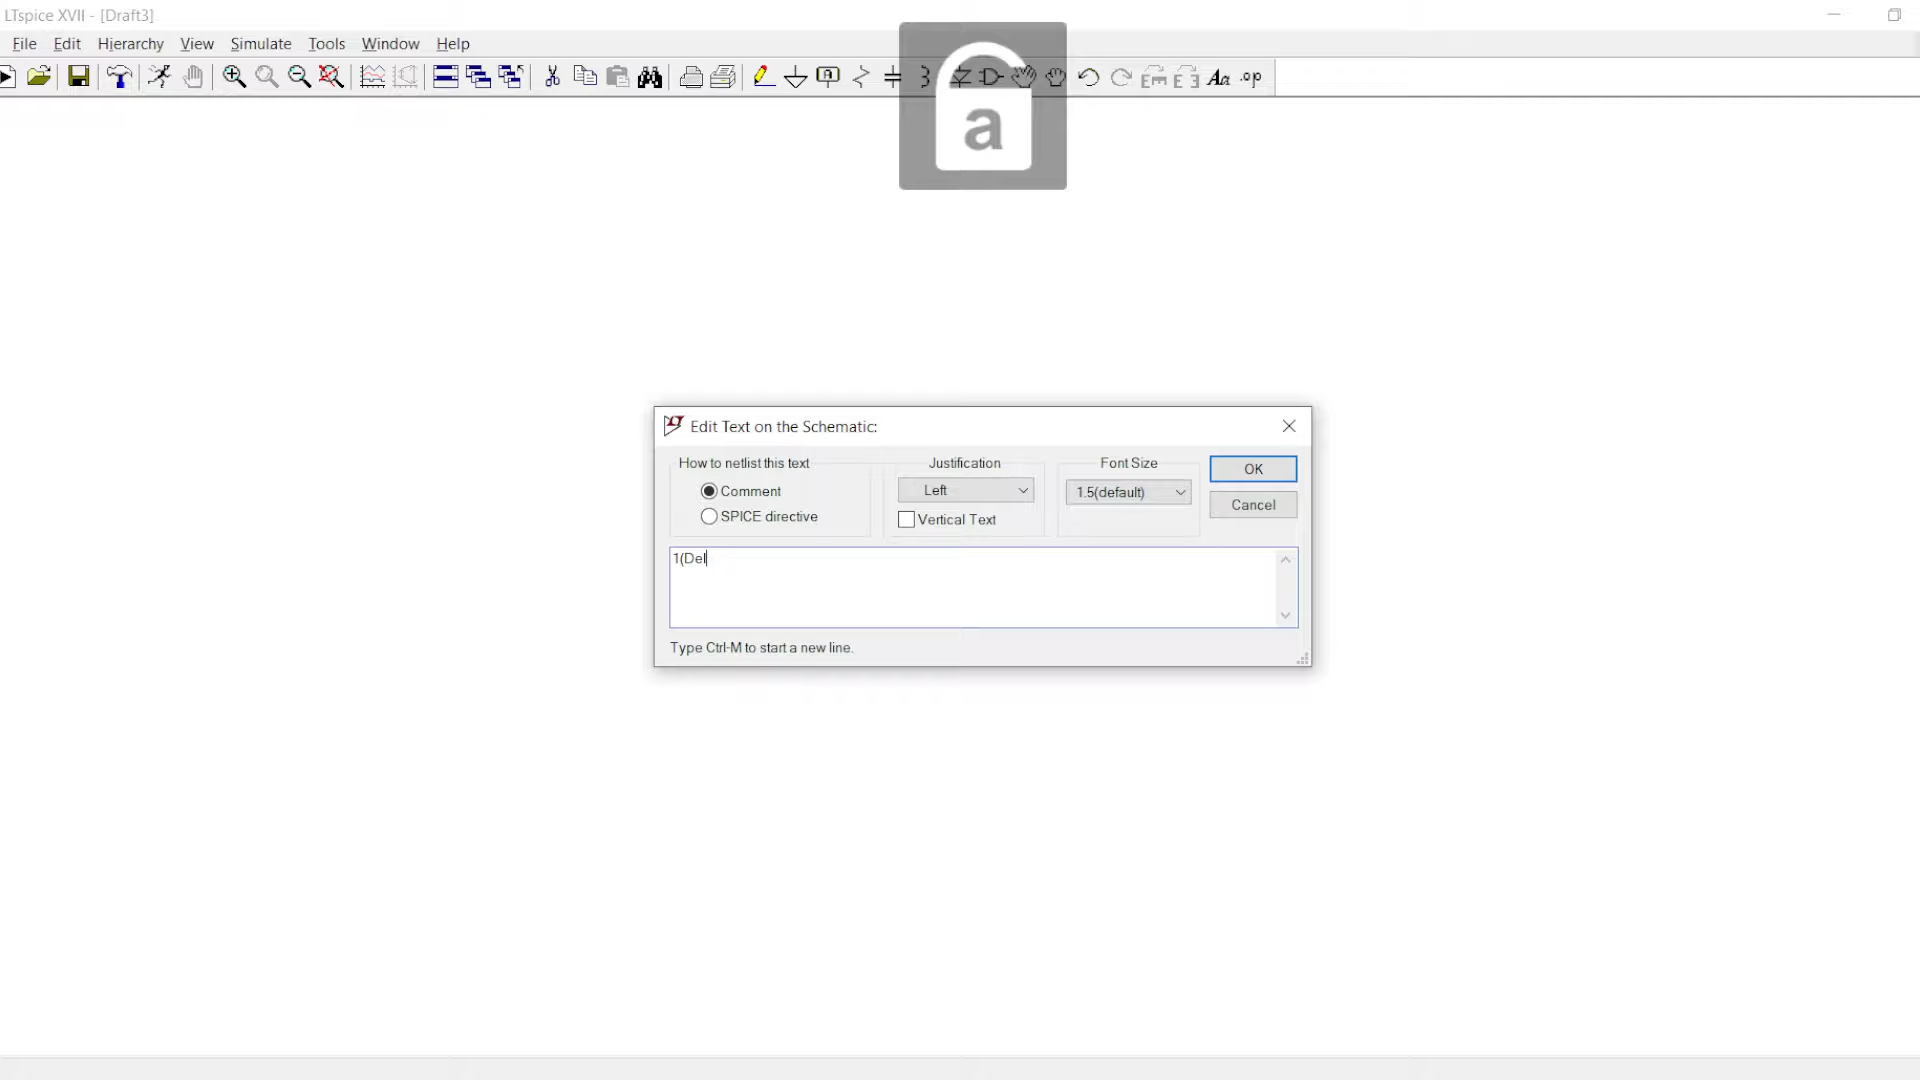 LTspice XVII - [Draft3]
File Edit Hierarchy View Simulate Tools Window Help
Aa .op
a
Edit Text on the Schematic:
How to netlist this text
Justification
Font Size
OK
Comment
Left
1.5(default)
Cancel
SPICE directive
Vertical Text
1(Del
Type Ctrl-M to start a new line.